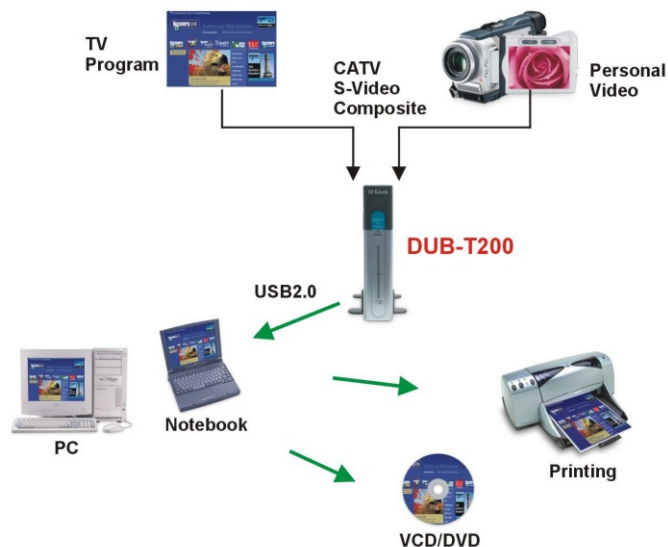 TV
Program
CATV
S-Video
Composite
Personal
Video
D-Link
DUB-T200
USB2.0
PC
Notebook
Printing
VCD/DVD